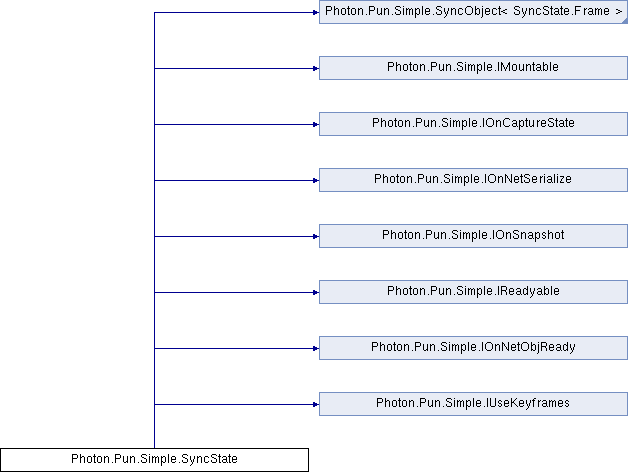 Photon.Pun.Simple.SyncObject< SyncState.Frame >
Photon.Pun.Simple.IMountable
Photon.Pun.Simple.IOnCaptureState
Photon.Pun.Simple.IOnNetSerialize
Photon.Pun.Simple.IOnSnapshot
Photon.Pun.Simple.IReadyable
Photon.Pun.Simple.IOnNetObjReady
Photon.Pun.Simple.IUseKeyframes
Photon.Pun.Simple.SyncState